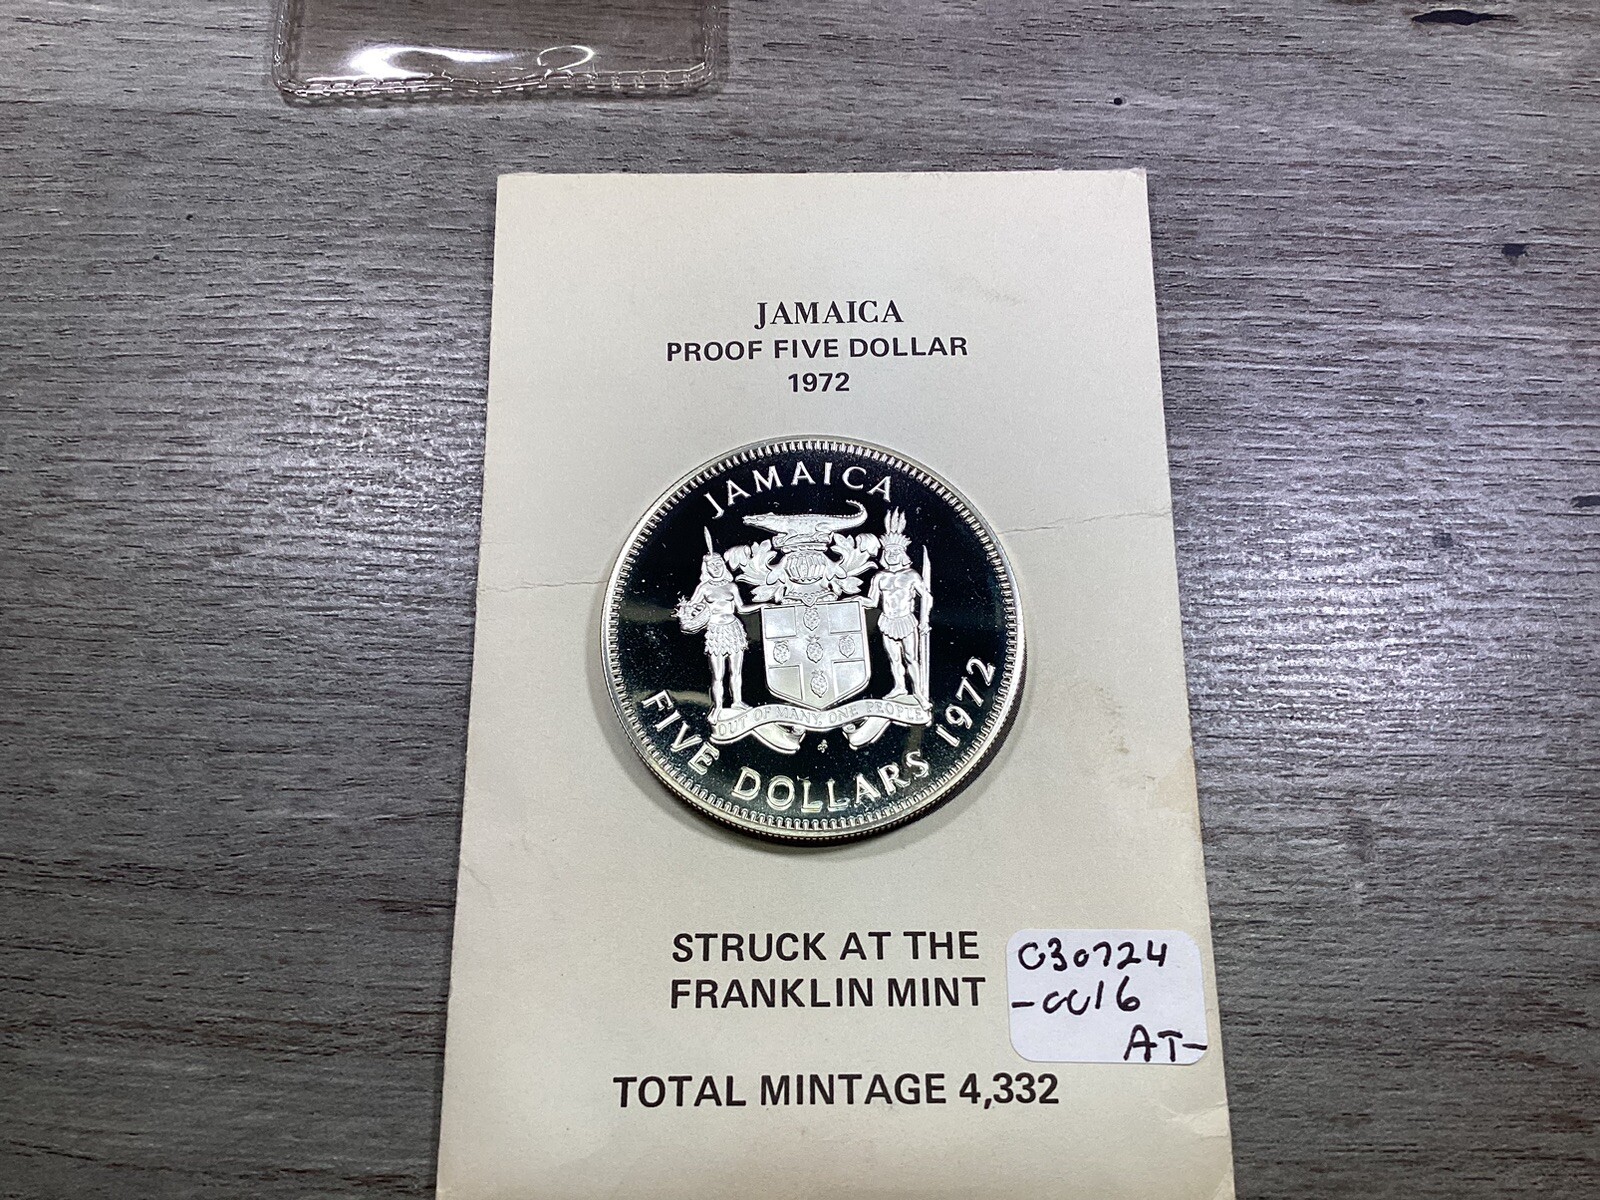 JAMAICA
PROOF FIVE DOLLAR
1972
JAMAICA
OUT OF MANY, ONE PEOPLE
FIVE DOLLARS 1972
STRUCK AT THE
FRANKLIN MINT
030724
-0016
AT-
TOTAL MINTAGE 4,332